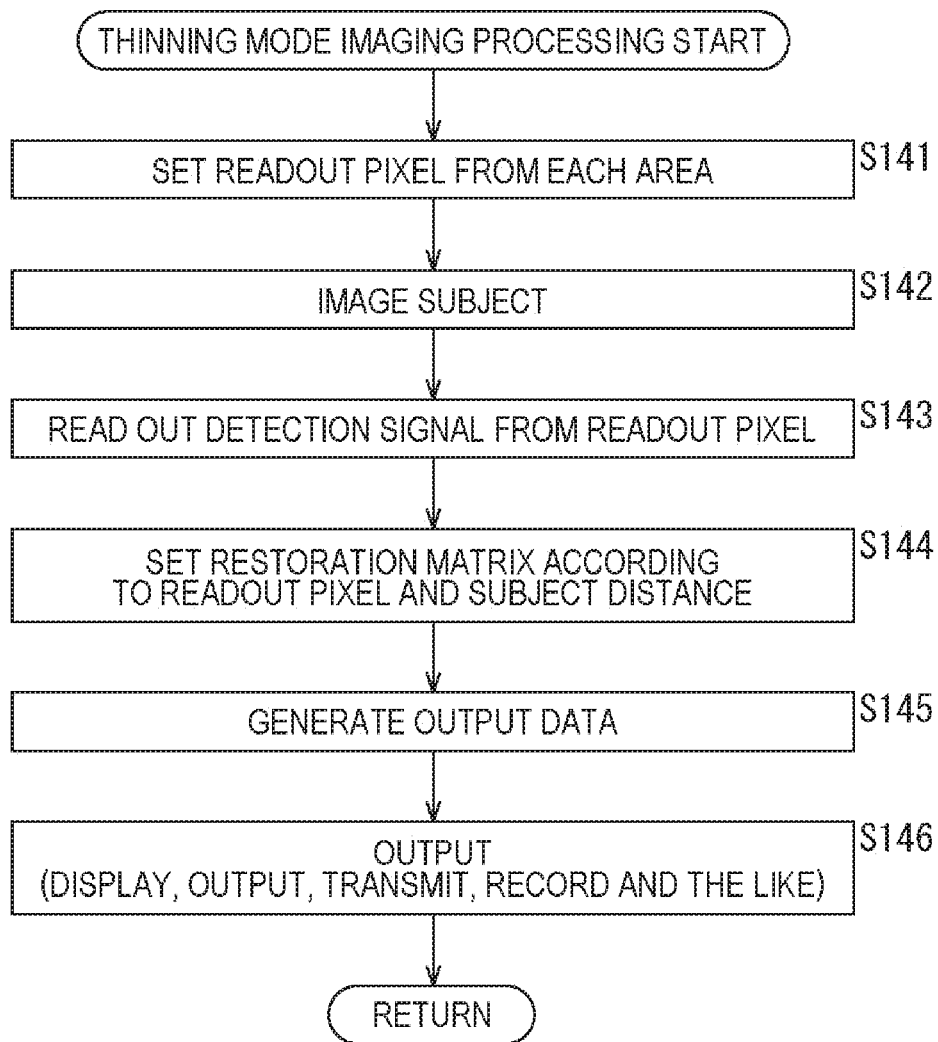 THINNING MODE IMAGING PROCESSING START
SET READOUT PIXEL FROM EACH AREA
S141
IMAGE SUBJECT
S142
READ OUT DETECTION SIGNAL FROM READOUT PIXEL
S143
SET RESTORATION MATRIX ACCORDING
TO READOUT PIXEL AND SUBJECT DISTANCE
S144
GENERATE OUTPUT DATA
S145
OUTPUT
(DISPLAY, OUTPUT, TRANSMIT, RECORD AND THE LIKE)
S146
RETURN